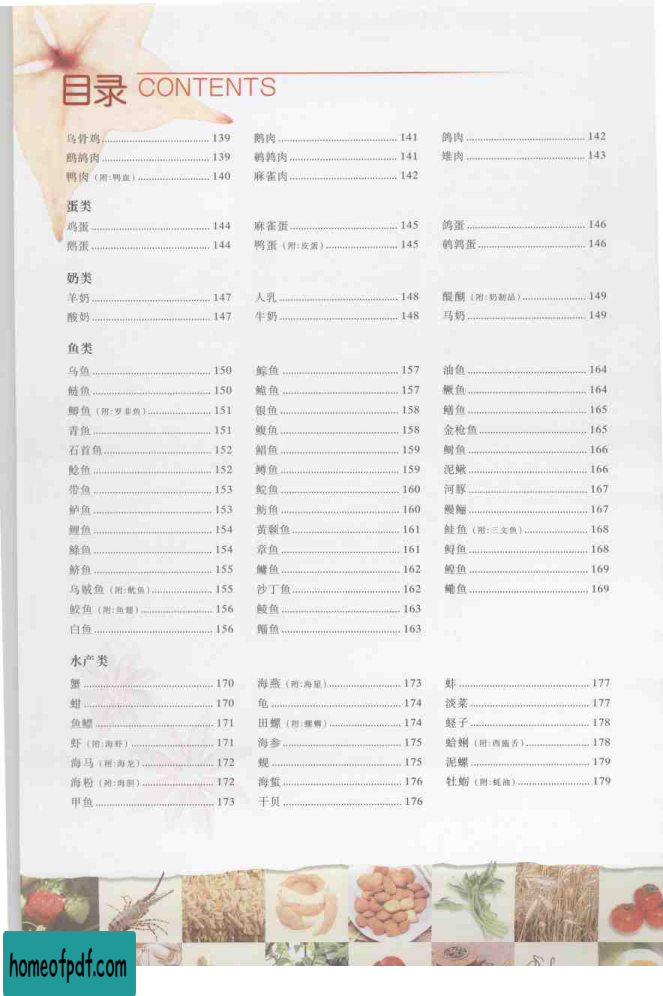 目录 CONTENTS
乌骨鸡 139 鹅肉 141 鸽肉 142
鹧鸪肉 139 鹌鹑肉 141 雉肉 143
鸭肉（附:鸭血） 140 麻雀肉 142
蛋类
鸡蛋 144 麻雀蛋 145 鸽蛋 146
鹅蛋 144 鸭蛋（附:皮蛋） 145 鹌鹑蛋 146
奶类
羊奶 147 人乳 148 醍醐（附:奶制品） 149
酸奶 147 牛奶 148 马奶 149
鱼类
乌鱼 150 鲸鱼 157 油鱼 164
鲢鱼 150 鳇鱼 157 鳜鱼 164
鲫鱼（附:罗非鱼） 151 银鱼 158 鳝鱼 165
青鱼 151 158 金枪鱼 165
石首鱼 152 鲳鱼 159 鲥鱼 166
鲶鱼 152 鳟鱼 159 泥鳅 166
带鱼 153 鲩鱼 160 河豚 167
鲈鱼 153 鲂鱼 160 鳗鲡 167
鲤鱼 154 黄颡鱼 161 鲑鱼（附:三文鱼） 168
鲦鱼 154 章鱼 161 鲟鱼 168
鲚鱼 155 鳙鱼 162 鳇鱼 169
乌贼鱼（附:鱿鱼） 155 沙丁鱼 162 169
鲛鱼（附:鱼翅） 156 鲮鱼 163
白鱼 156 163
水产类
蟹 170 海燕（附:海星） 173 蚌 177
蚶 170 龟 174 淡菜 177
鱼鳔 171 田螺（附:螺蛳） 174 蛏子 178
虾（附:海虾） 171 海参 175 蛤蜊（附:西施舌） 178
海马（附:海龙） 172 蚬 175 泥螺 179
海粉（附:海胆） 172 海蜇 176 牡蛎（附:蚝油） 179
甲鱼 173 干贝 176
homeofpdf.com